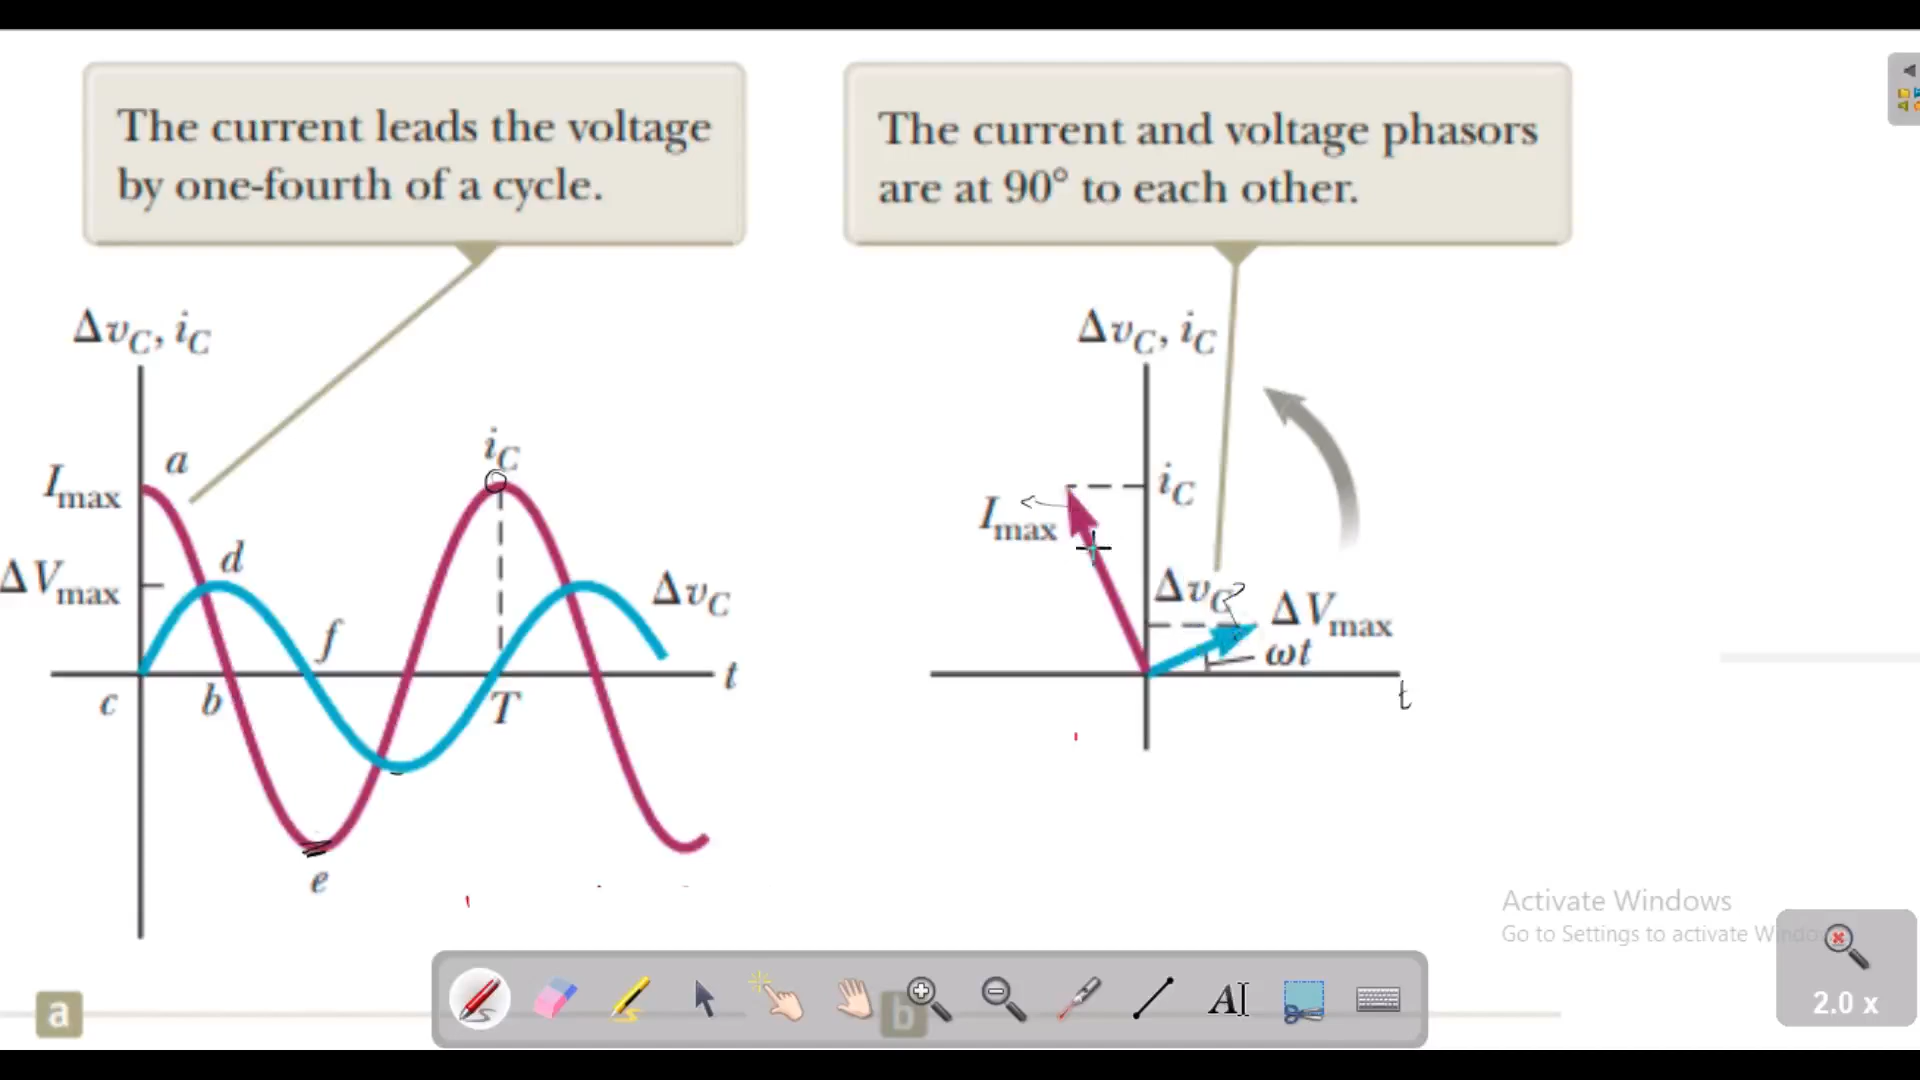 The current leads the voltage
by one-fourth of a cycle.
The current and voltage phasors
are at 90° to each other.
Δv_C, i_C
a
I_max
i_C
d
ΔV_max
f
Δv_C
c
b
T
t
e
a
Δv_C, i_C
i_C
I_max
Δv_C
ΔV_max
ωt
t
b
Activate Windows
Go to Settings to activate Windo
AI
2.0 x